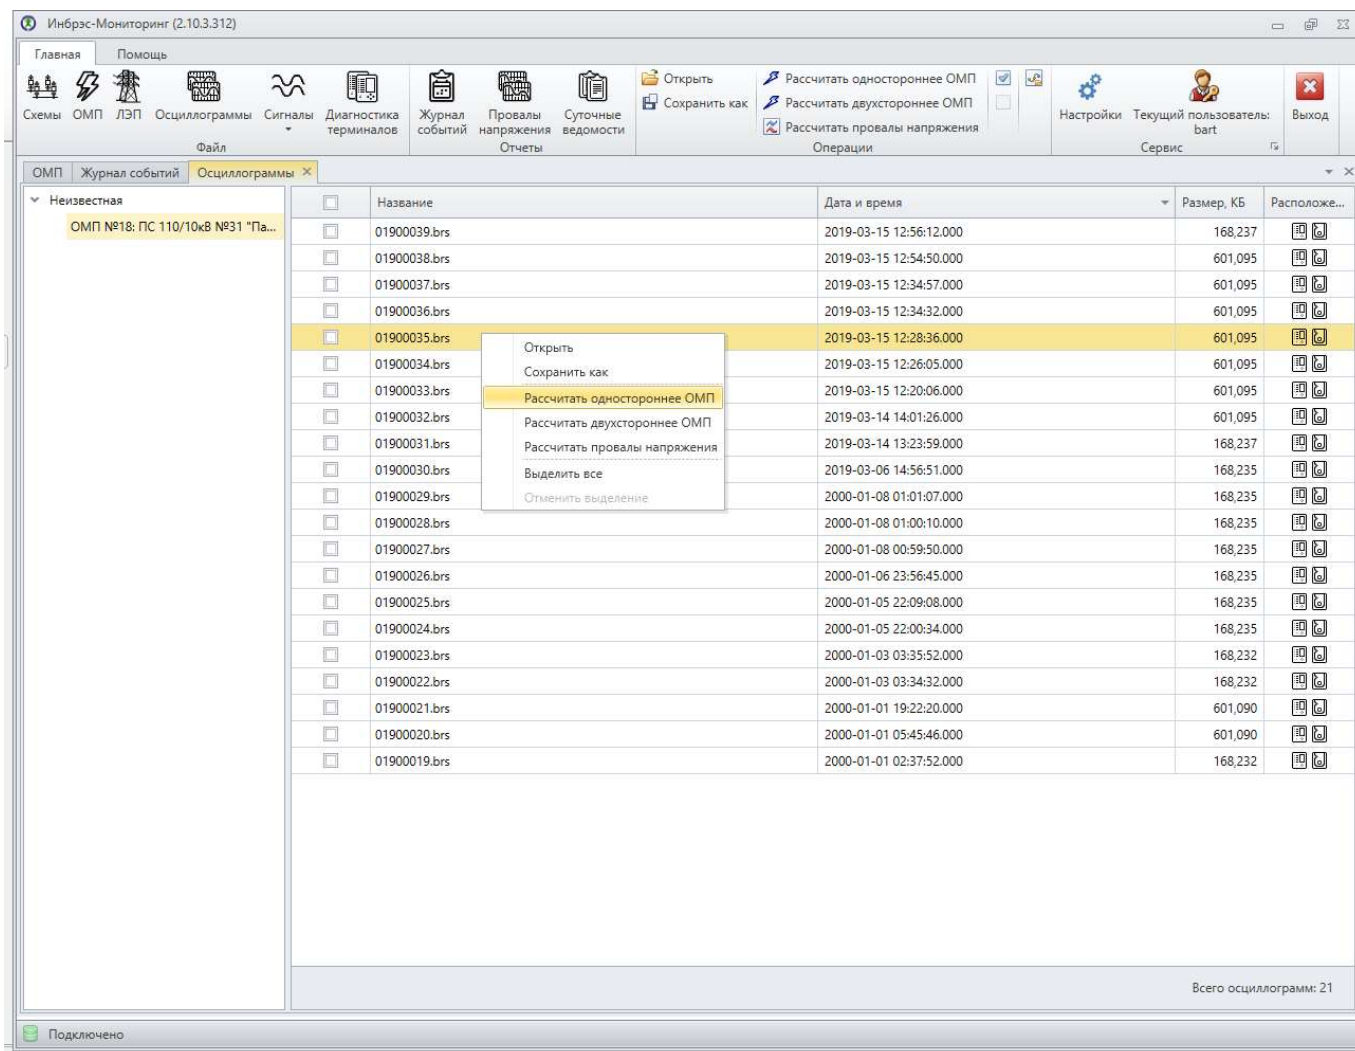 Инбрэс-Мониторинг (2.10.3.312)
Главная Помощь
Схемы ОМП ЛЭП Осциллограммы Сигналы Диагностика терминалов
Файл
Журнал событий Провалы напряжения Суточные ведомости
Отчеты
Открыть
Сохранить как
Рассчитать одностороннее ОМП
Рассчитать двухстороннее ОМП
Рассчитать провалы напряжения
Операции
Настройки Текущий пользователь: bart
Сервис
Выход
ОМП Журнал событий Осциллограммы
Неизвестная
ОМП №18: ПС 110/10кВ №31 "Па...
Название Дата и время Размер, КБ Расположе...
01900039.brs 2019-03-15 12:56:12.000 168,237
01900038.brs 2019-03-15 12:54:50.000 601,095
01900037.brs 2019-03-15 12:34:57.000 601,095
01900036.brs 2019-03-15 12:34:32.000 601,095
01900035.brs 2019-03-15 12:28:36.000 601,095
01900034.brs 2019-03-15 12:26:05.000 601,095
01900033.brs 2019-03-15 12:20:06.000 601,095
01900032.brs 2019-03-14 14:01:26.000 601,095
01900031.brs 2019-03-14 13:23:59.000 168,237
01900030.brs 2019-03-06 14:56:51.000 168,235
01900029.brs 2000-01-08 01:01:07.000 168,235
01900028.brs 2000-01-08 01:00:10.000 168,235
01900027.brs 2000-01-08 00:59:50.000 168,235
01900026.brs 2000-01-06 23:56:45.000 168,235
01900025.brs 2000-01-05 22:09:08.000 168,235
01900024.brs 2000-01-05 22:00:34.000 168,235
01900023.brs 2000-01-03 03:35:52.000 168,232
01900022.brs 2000-01-03 03:34:32.000 168,232
01900021.brs 2000-01-01 19:22:20.000 601,090
01900020.brs 2000-01-01 05:45:46.000 601,090
01900019.brs 2000-01-01 02:37:52.000 168,232
Открыть
Сохранить как
Рассчитать одностороннее ОМП
Рассчитать двухстороннее ОМП
Рассчитать провалы напряжения
Выделить все
Отменить выделение
Всего осциллограмм: 21
Подключено